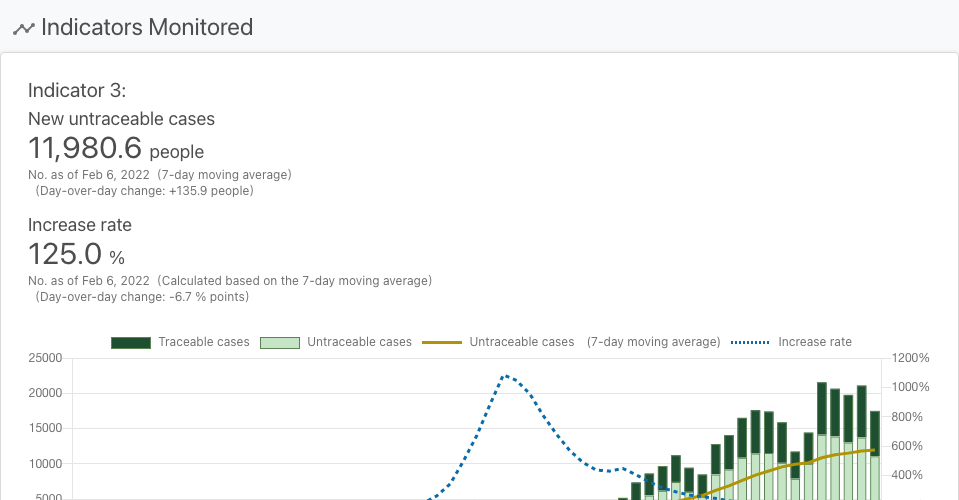 Indicators Monitored
Indicator 3:
New untraceable cases
11,980.6 people
No. as of Feb 6, 2022 (7-day moving average)
(Day-over-day change: +135.9 people)
Increase rate
125.0 %
No. as of Feb 6, 2022 (Calculated based on the 7-day moving average)
(Day-over-day change: -6.7 % points)
Traceable cases Untraceable cases Untraceable cases (7-day moving average) Increase rate
25000 1200%
20000 1000%
15000 800%
10000 600%
5000 400%